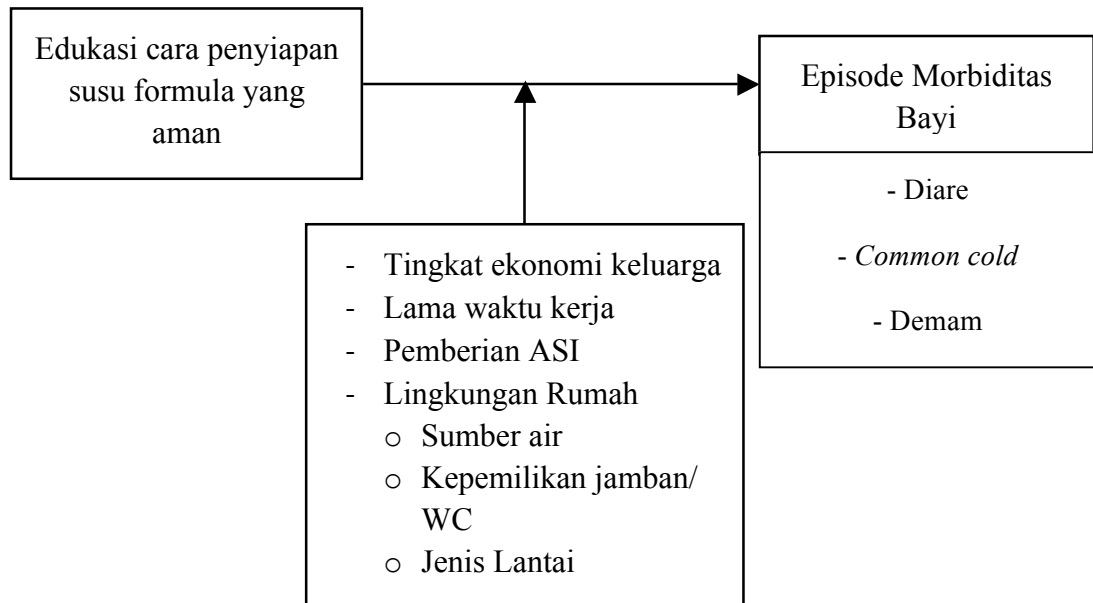 Edukasi cara penyiapan
susu formula yang
aman
Episode Morbiditas
Bayi
- Diare
- Common cold
- Demam
- Tingkat ekonomi keluarga
- Lama waktu kerja
- Pemberian ASI
- Lingkungan Rumah
o Sumber air
o Kepemilikan jamban/
WC
o Jenis Lantai